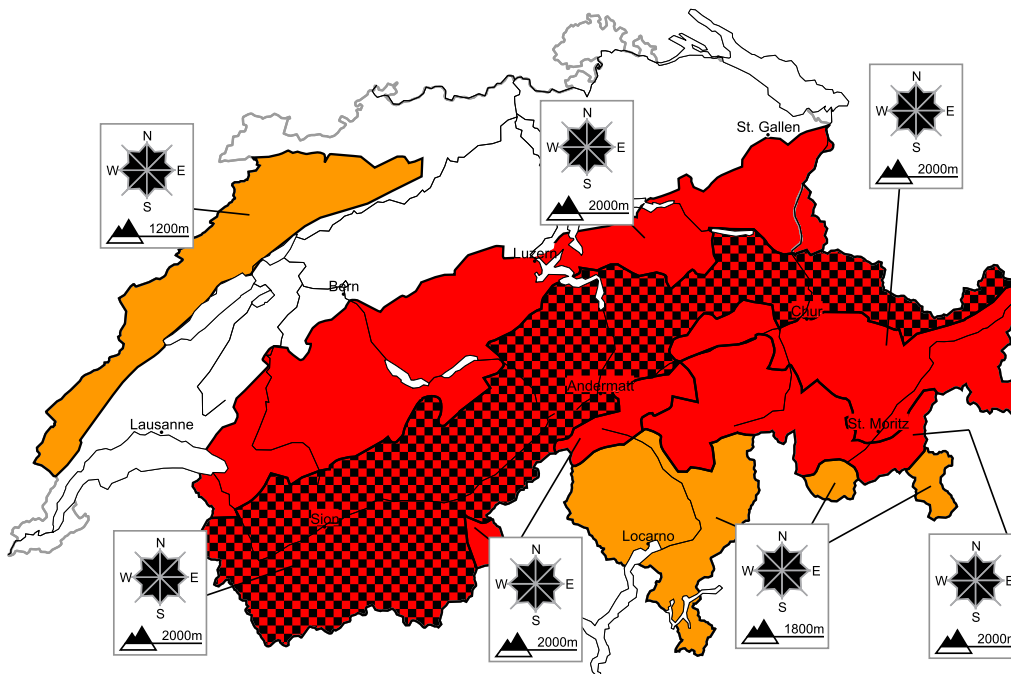 St. Gallen
N
W E
S
2000m
N
W E
S
2000m
N
W E
S
1200m
Luzern
Bern
Chur
Andermatt
Lausanne
St. Moritz
Sion
Locarno
N
W E
S
2000m
N
W E
S
2000m
N
W E
S
1800m
N
W E
S
2000m